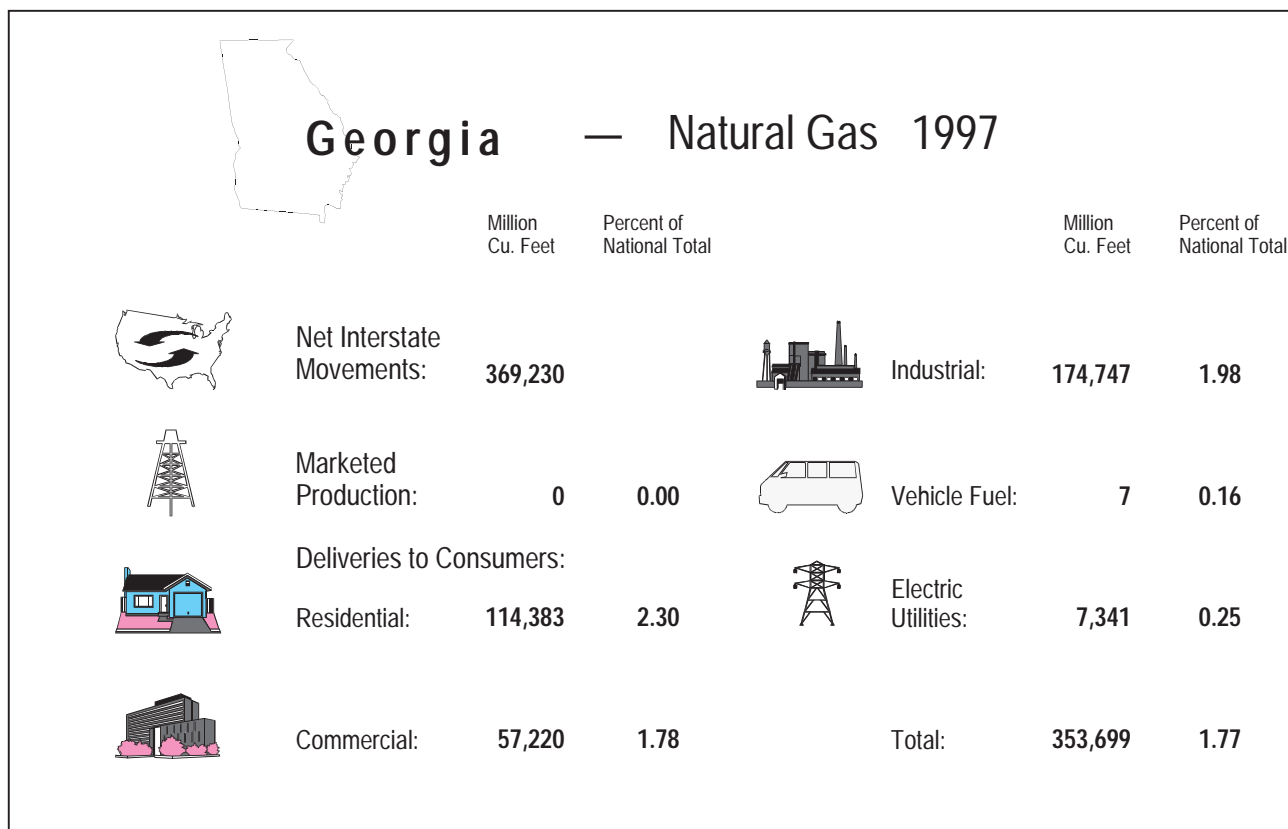 Georgia — Natural Gas 1997
Million Percent of
Cu. Feet National Total
Million Percent of
Cu. Feet National Total
Net Interstate
Movements: 369,230
Marketed
Production: 0 0.00
Deliveries to Consumers:
Residential: 114,383 2.30
Commercial: 57,220 1.78
Industrial: 174,747 1.98
Vehicle Fuel: 7 0.16
Electric
Utilities: 7,341 0.25
Total: 353,699 1.77